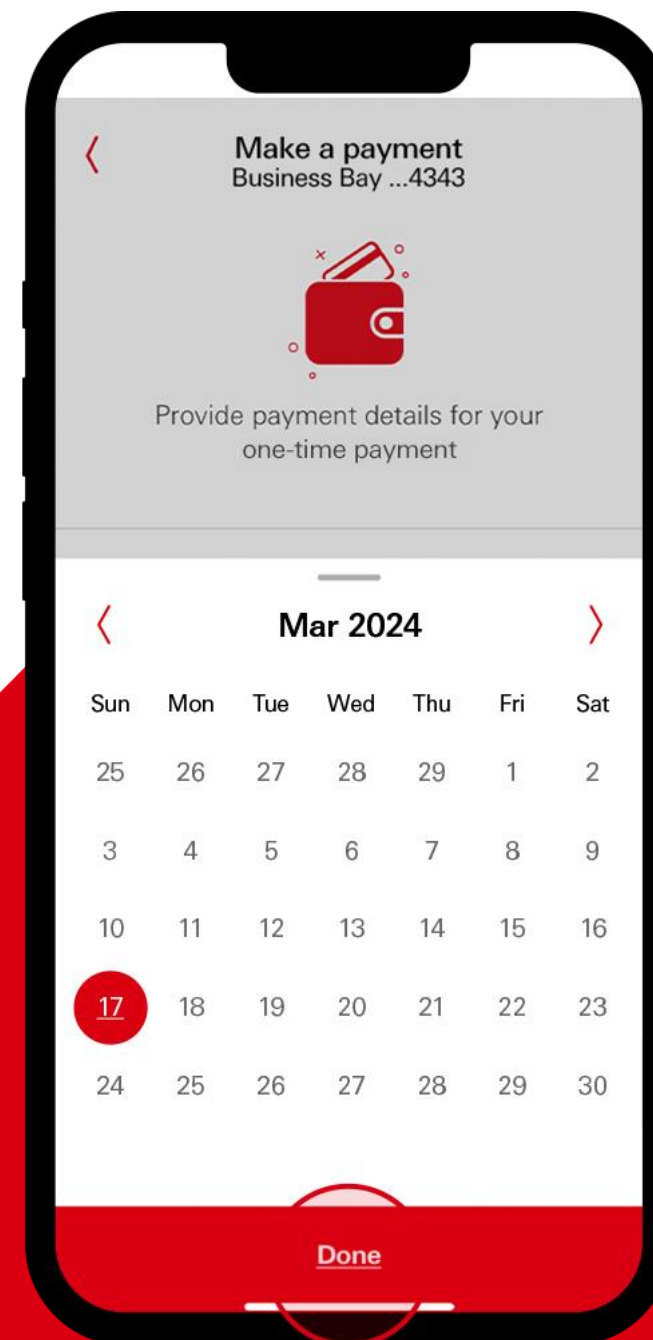 Make a payment
Business Bay ...4343
Provide payment details for your
one-time payment
Mar 2024
Sun Mon Tue Wed Thu Fri Sat
25 26 27 28 29 1 2
3 4 5 6 7 8 9
10 11 12 13 14 15 16
17 18 19 20 21 22 23
24 25 26 27 28 29 30
Done